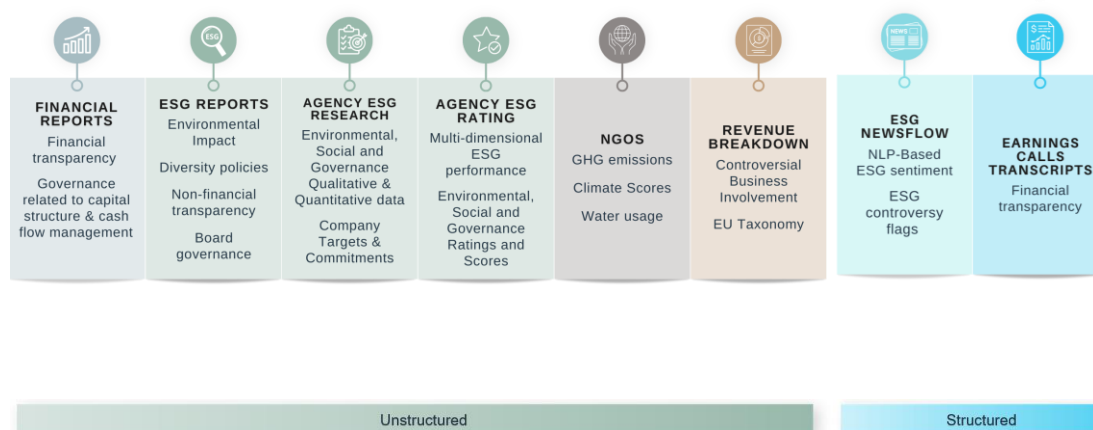 NEWS
ESG
FINANCIAL
REPORTS
Financial
transparency
Governance
related to capital
structure & cash
flow management
ESG REPORTS
Environmental
Impact
Diversity policies
Non-financial
transparency
Board
governance
AGENCY ESG
RESEARCH
Environmental,
Social and
Governance
Qualitative &
Quantitative data
Company
Targets &
Commitments
AGENCY ESG
RATING
Multi-dimensional
ESG
performance
Environmental,
Social and
Governance
Ratings and
Scores
NGOS
GHG emissions
Climate Scores
Water usage
REVENUE
BREAKDOWN
Controversial
Business
Involvement
EU Taxonomy
ESG
NEWSFLOW
NLP-Based
ESG sentiment
ESG
controversy
flags
EARNINGS
CALLS
TRANSCRIPTS
Financial
transparency
Unstructured
Structured